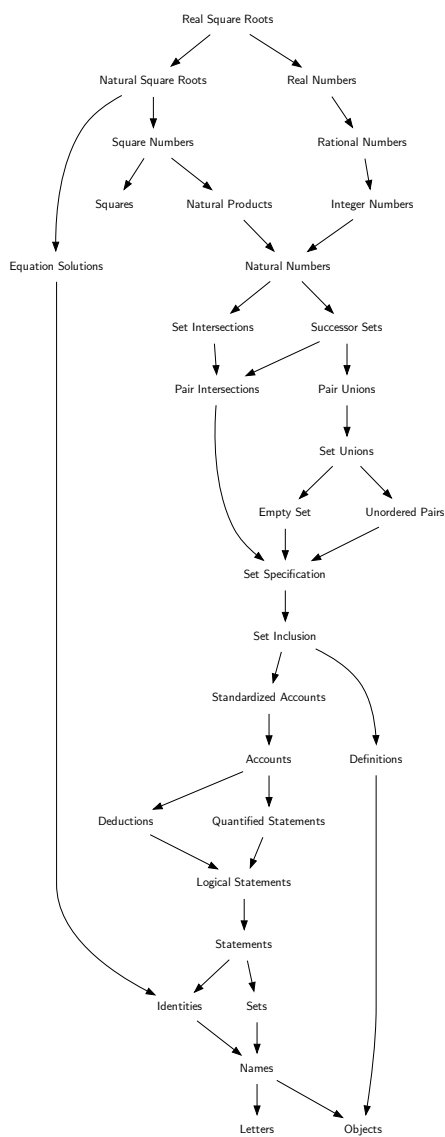 Real Square Roots
Natural Square Roots
Real Numbers
Square Numbers
Rational Numbers
Squares
Natural Products
Integer Numbers
Equation Solutions
Natural Numbers
Set Intersections
Successor Sets
Pair Intersections
Pair Unions
Set Unions
Empty Set
Unordered Pairs
Set Specification
Set Inclusion
Standardized Accounts
Accounts
Definitions
Deductions
Quantified Statements
Logical Statements
Statements
Identities
Sets
Names
Letters
Objects